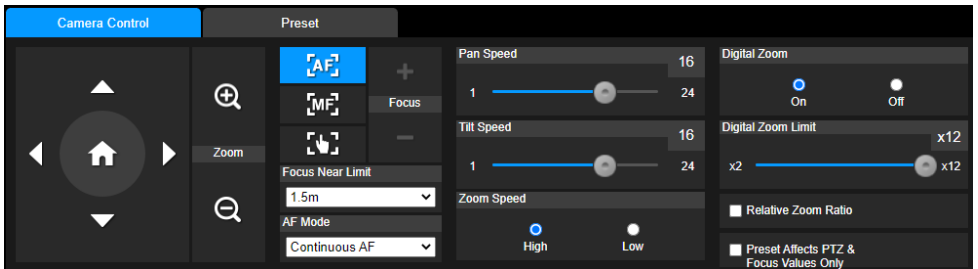 Camera Control
Preset
Zoom
AF
MF
Focus
Focus Near Limit
1.5m
AF Mode
Continuous AF
Pan Speed
16
1
24
Tilt Speed
16
1
24
Zoom Speed
High
Low
Digital Zoom
On
Off
Digital Zoom Limit
x12
x2
x12
Relative Zoom Ratio
Preset Affects PTZ &
Focus Values Only